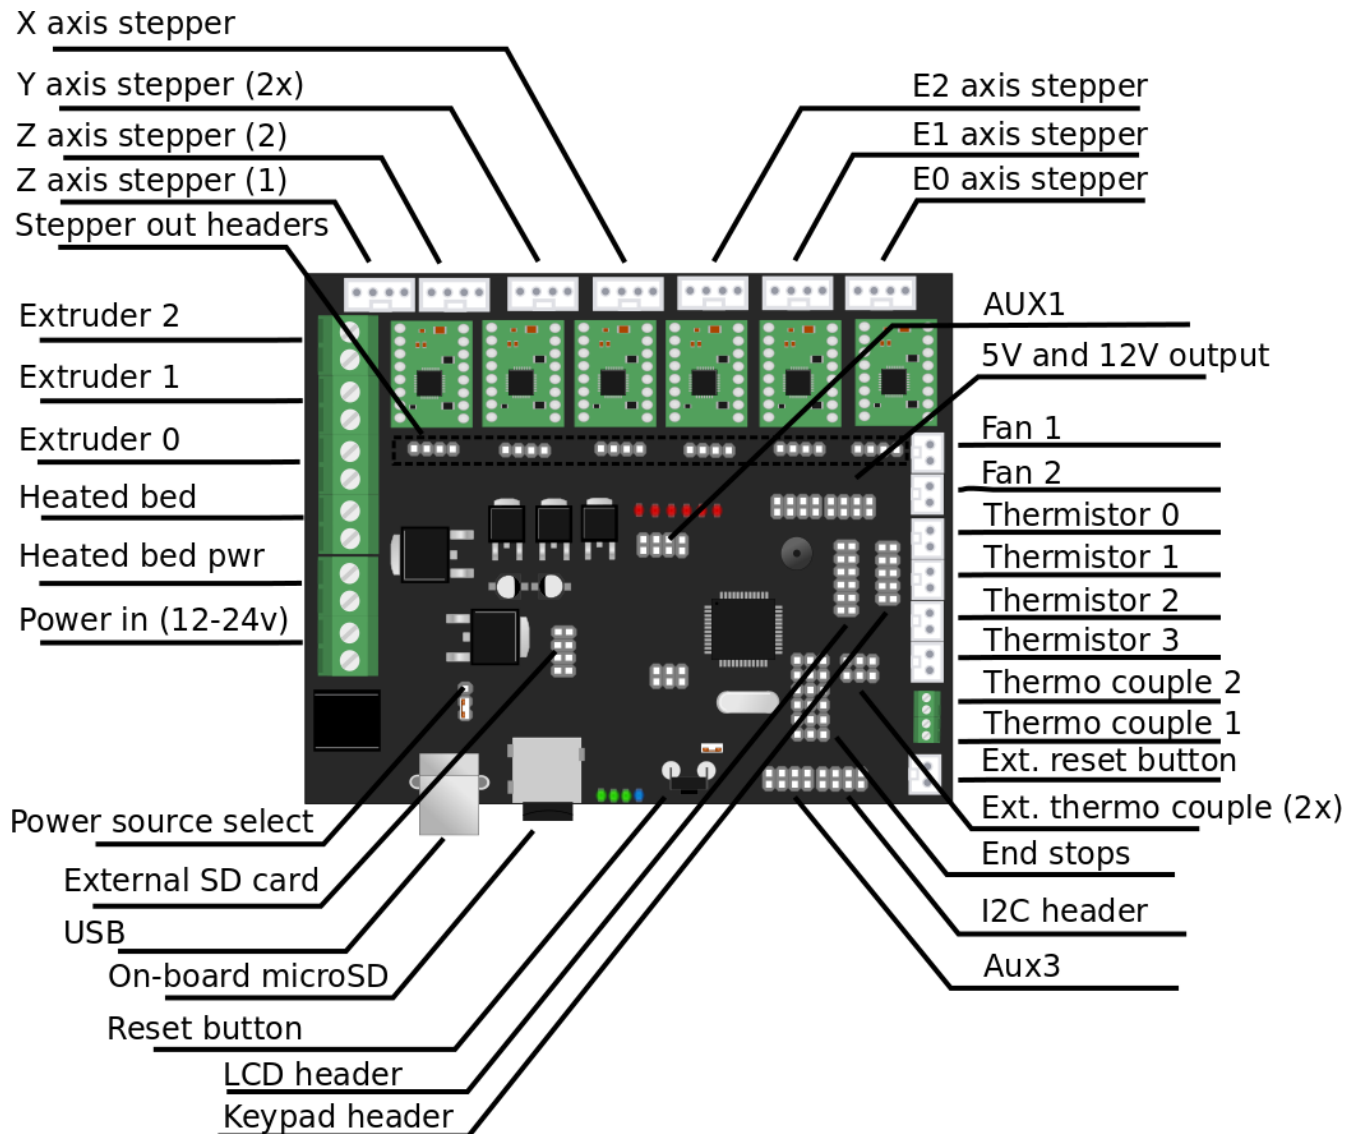 X axis stepper
Y axis stepper (2x)
Z axis stepper (2)
Z axis stepper (1)
Stepper out headers
Extruder 2
Extruder 1
Extruder 0
Heated bed
Heated bed pwr
Power in (12-24v)
Power source select
External SD card
USB
On-board microSD
Reset button
LCD header
Keypad header
E2 axis stepper
E1 axis stepper
E0 axis stepper
AUX1
5V and 12V output
Fan 1
Fan 2
Thermistor 0
Thermistor 1
Thermistor 2
Thermistor 3
Thermo couple 2
Thermo couple 1
Ext. reset button
Ext. thermo couple (2x)
End stops
I2C header
Aux3